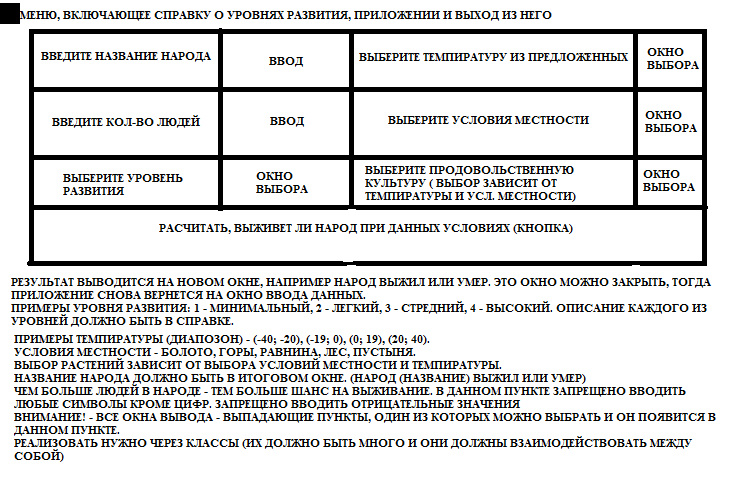 МЕНЮ, ВКЛЮЧАЮЩЕЕ СПРАВКУ О УРОВНЯХ РАЗВИТИЯ, ПРИЛОЖЕНИИ И ВЫХОД ИЗ НЕГО
ВВЕДИТЕ НАЗВАНИЕ НАРОДА
ВВОД
ВЫБЕРИТЕ ТЕМПИРАТУРУ ИЗ ПРЕДЛОЖЕННЫХ
ОКНО
ВЫБОРА
ВВЕДИТЕ КОЛ-ВО ЛЮДЕЙ
ВВОД
ВЫБЕРИТЕ УСЛОВИЯ МЕСТНОСТИ
ОКНО
ВЫБОРА
ВЫБЕРИТЕ УРОВЕНЬ
РАЗВИТИЯ
ОКНО
ВЫБОРА
ВЫБЕРИТЕ ПРОДОВОЛЬСТВЕННУЮ
КУЛЬТУРУ ( ВЫБОР ЗАВИСИТ ОТ
ТЕМПИРАТУРЫ И УСЛ. МЕСТНОСТИ)
ОКНО
ВЫБОРА
РАСЧИТАТЬ, ВЫЖИВЕТ ЛИ НАРОД ПРИ ДАННЫХ УСЛОВИЯХ (КНОПКА)
РЕЗУЛЬТАТ ВЫВОДИТСЯ НА НОВОМ ОКНЕ, НАПРИМЕР НАРОД ВЫЖИЛ ИЛИ УМЕР. ЭТО ОКНО МОЖНО ЗАКРЫТЬ, ТОГДА
ПРИЛОЖЕНИЕ СНОВА ВЕРНЕТСЯ НА ОКНО ВВОДА ДАННЫХ.
ПРИМЕРЫ УРОВНЯ РАЗВИТИЯ: 1 - МИНИМАЛЬНЫЙ, 2 - ЛЕГКИЙ, 3 - СТРЕДНИЙ, 4 - ВЫСОКИЙ. ОПИСАНИЕ КАЖДОГО ИЗ
УРОВНЕЙ ДОЛЖНО БЫТЬ В СПРАВКЕ.
ПРИМЕРЫ ТЕМПИРАТУРЫ (ДИАПОЗОН) - (-40; -20), (-19; 0), (0; 19), (20; 40).
УСЛОВИЯ МЕСТНОСТИ - БОЛОТО, ГОРЫ, РАВНИНА, ЛЕС, ПУСТЫНЯ.
ВЫБОР РАСТЕНИЙ ЗАВИСИТ ОТ ВЫБОРА УСЛОВИЙ МЕСТНОСТИ И ТЕМПИРАТУРЫ.
НАЗВАНИЕ НАРОДА ДОЛЖНО БЫТЬ В ИТОГОВОМ ОКНЕ. (НАРОД (НАЗВАНИЕ) ВЫЖИЛ ИЛИ УМЕР)
ЧЕМ БОЛЬШЕ ЛЮДЕЙ В НАРОДЕ - ТЕМ БОЛЬШЕ ШАНС НА ВЫЖИВАНИЕ. В ДАННОМ ПУНКТЕ ЗАПРЕЩЕНО ВВОДИТЬ
ЛЮБЫЕ СИМВОЛЫ КРОМЕ ЦИФР. ЗАПРЕЩЕНО ВВОДИТЬ ОТРИЦАТЕЛЬНЫЕ ЗНАЧЕНИЯ
ВНИМАНИЕ! - ВСЕ ОКНА ВЫВОДА - ВЫПАДАЮЩИЕ ПУНКТЫ, ОДИН ИЗ КОТОРЫХ МОЖНО ВЫБРАТЬ И ОН ПОЯВИТСЯ В
ДАННОМ ПУНКТЕ.
РЕАЛИЗОВАТЬ НУЖНО ЧЕРЕЗ КЛАССЫ (ИХ ДОЛЖНО БЫТЬ МНОГО И ОНИ ДОЛЖНЫ ВЗАИМОДЕЙСТВОВАТЬ МЕЖДУ
СОБОЙ)